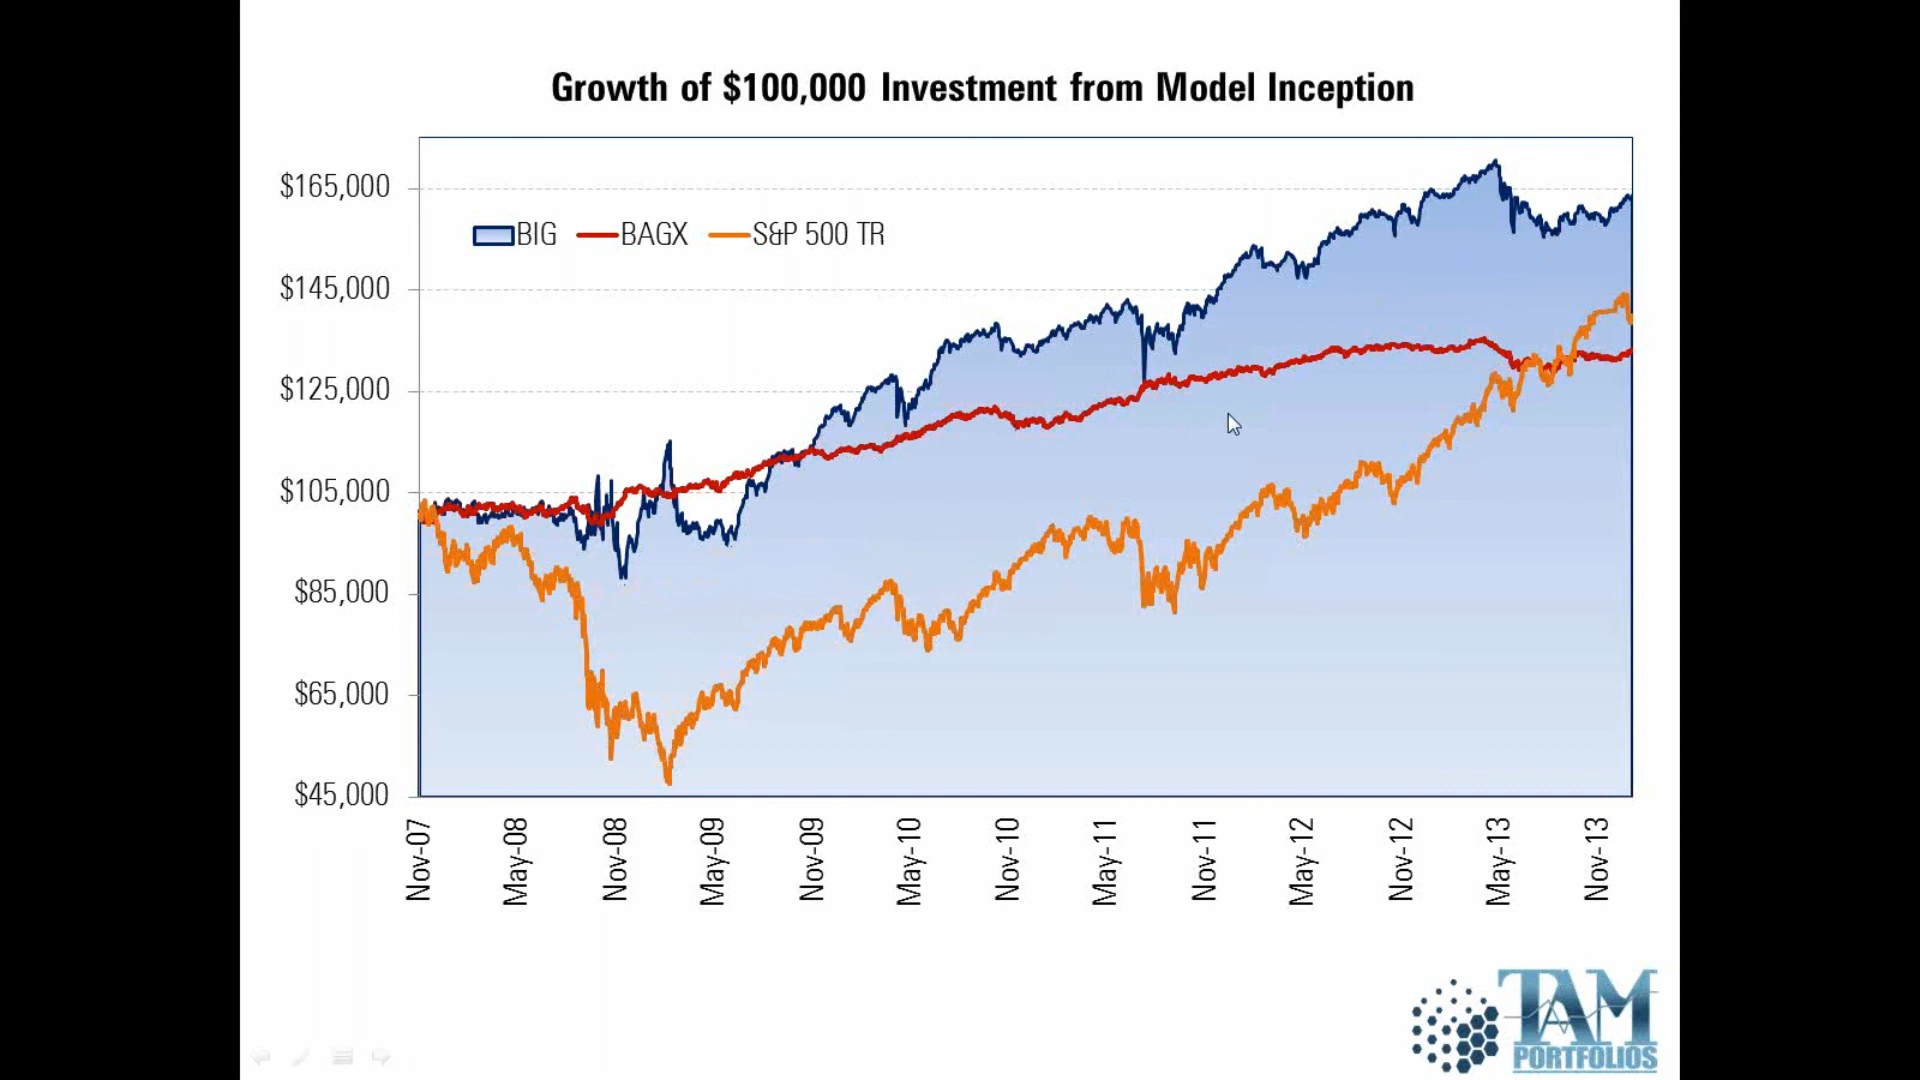 Growth of $100,000 Investment from Model Inception
$165,000
BIG BAGX S&P 500 TR
$145,000
$125,000
$105,000
$85,000
$65,000
$45,000
Nov-07 May-08 Nov-08 May-09 Nov-09 May-10 Nov-10 May-11 Nov-11 May-12 Nov-12 May-13 Nov-13
TAM
PORTFOLIOS